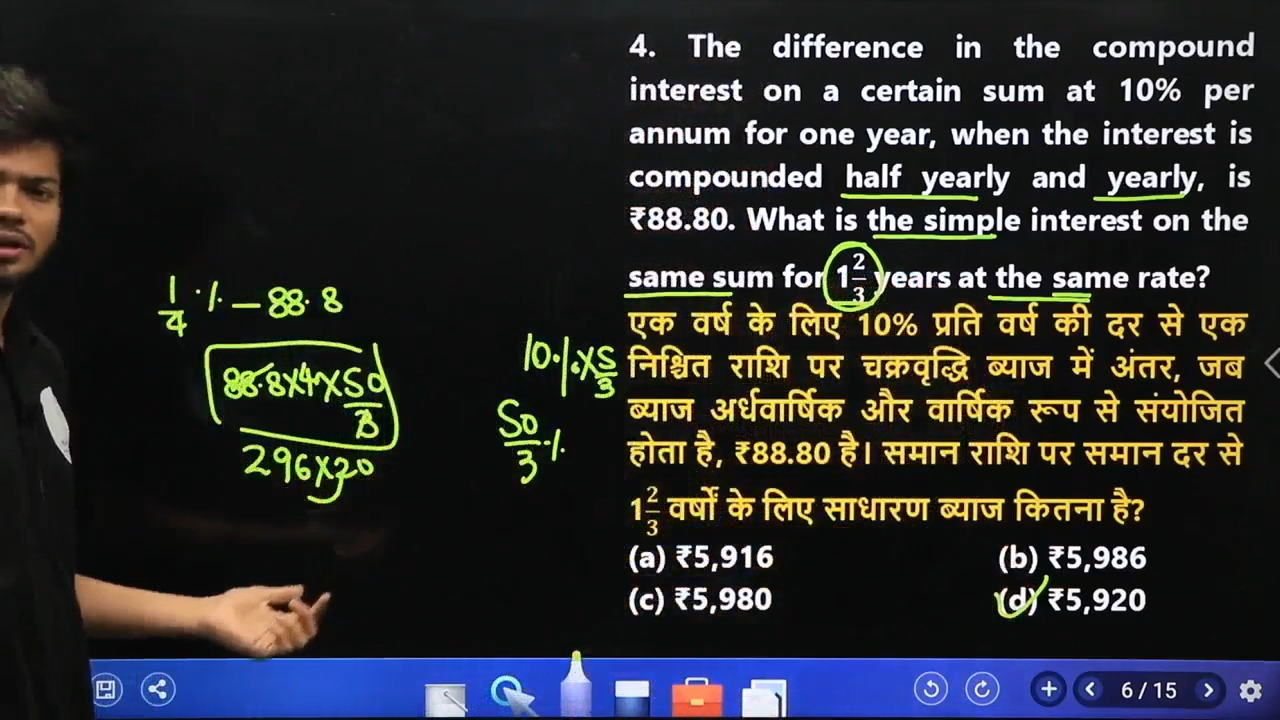 4. The difference in the compound
interest on a certain sum at 10% per
annum for one year, when the interest is
compounded half yearly and yearly, is
₹88.80. What is the simple interest on the
same sum for 1 2/3 years at the same rate?
एक वर्ष के लिए 10% प्रति वर्ष की दर से एक
निश्चित राशि पर चक्रवृद्धि ब्याज में अंतर, जब
ब्याज अर्धवार्षिक और वार्षिक रूप से संयोजित
होता है, ₹88.80 है। समान राशि पर समान दर से
1 2/3 वर्षों के लिए साधारण ब्याज कितना है?
(a) ₹5,916 (b) ₹5,986
(c) ₹5,980 (d) ₹5,920
1/4 % — 88.8
88.8×4×50/3
296×20
10%×5/3
50/3 %
6 / 15